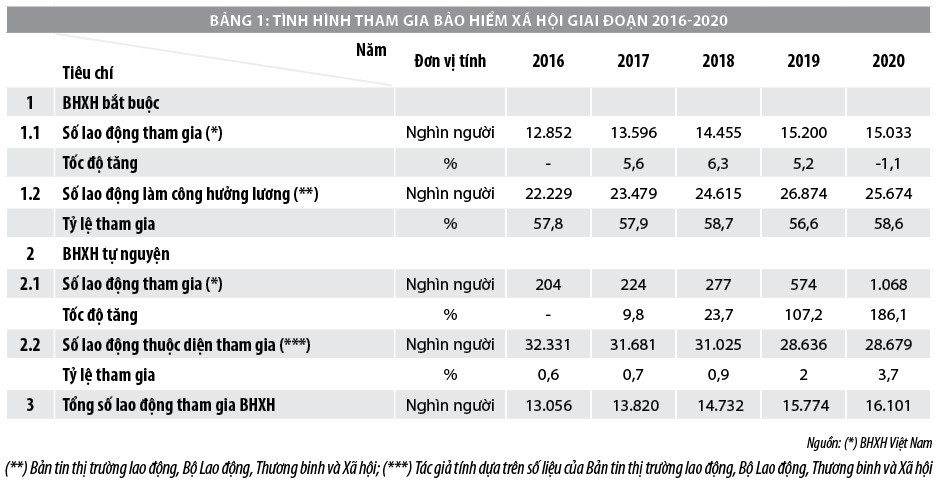 BẢNG 1: TÌNH HÌNH THAM GIA BẢO HIỂM XÃ HỘI GIAI ĐOẠN 2016-2020
Năm
Tiêu chí Đơn vị tính 2016 2017 2018 2019 2020
1 BHXH bắt buộc
1.1 Số lao động tham gia (*) Nghìn người 12.852 13.596 14.455 15.200 15.033
Tốc độ tăng % - 5,6 6,3 5,2 -1,1
1.2 Số lao động làm công hưởng lương (**) Nghìn người 22.229 23.479 24.615 26.874 25.674
Tỷ lệ tham gia % 57,8 57,9 58,7 56,6 58,6
2 BHXH tự nguyện
2.1 Số lao động tham gia (*) Nghìn người 204 224 277 574 1.068
Tốc độ tăng % - 9,8 23,7 107,2 186,1
2.2 Số lao động thuộc diện tham gia (***) Nghìn người 32.331 31.681 31.025 28.636 28.679
Tỷ lệ tham gia % 0,6 0,7 0,9 2 3,7
3 Tổng số lao động tham gia BHXH Nghìn người 13.056 13.820 14.732 15.774 16.101
Nguồn: (*) BHXH Việt Nam
(**) Bản tin thị trường lao động, Bộ Lao động, Thương binh và Xã hội; (***) Tác giả tính dựa trên số liệu của Bản tin thị trường lao động, Bộ Lao động, Thương binh và Xã hội